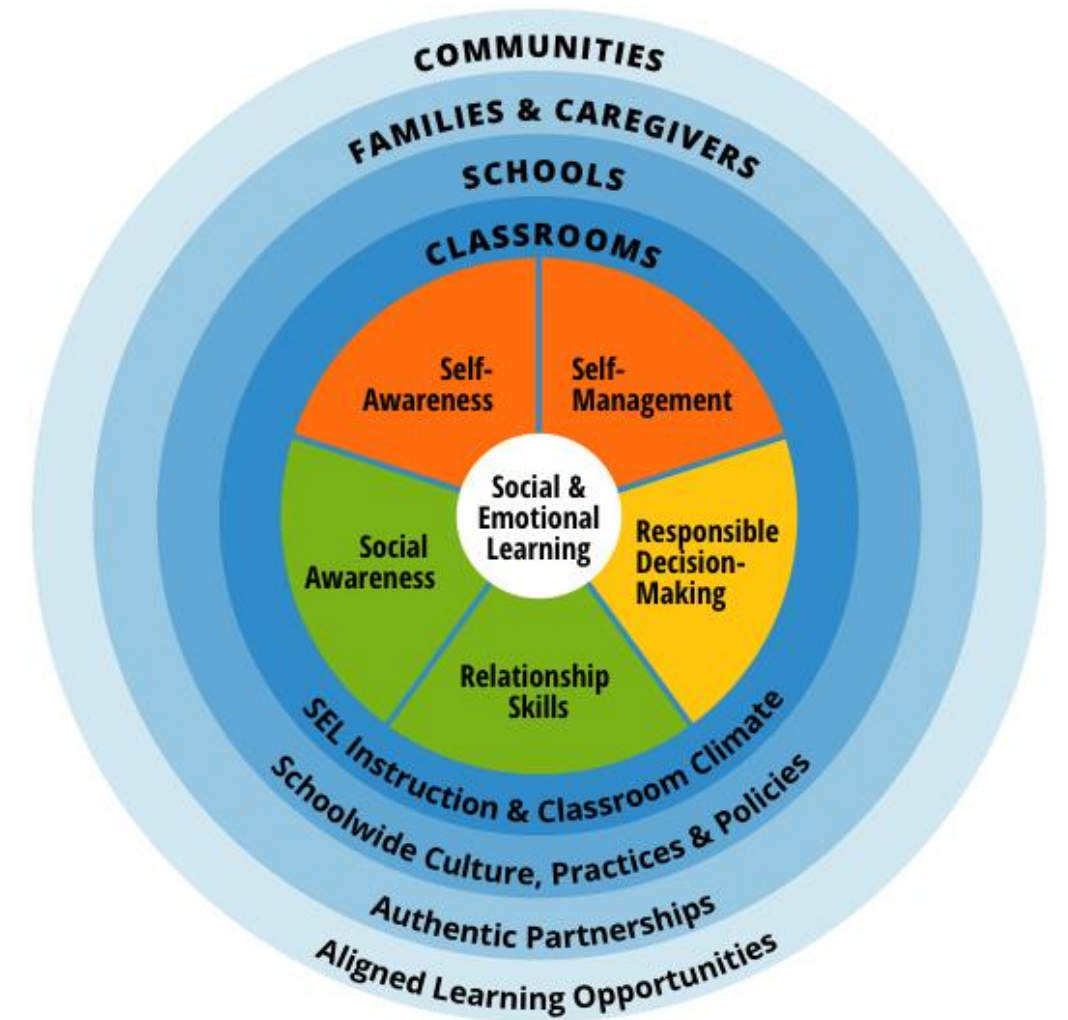 COMMUNITIES
FAMILIES & CAREGIVERS
SCHOOLS
CLASSROOMS
Self-
Awareness
Self-
Management
Social &
Emotional
Learning
Social
Awareness
Responsible
Decision-
Making
Relationship
Skills
SEL Instruction & Classroom Climate
Schoolwide Culture, Practices & Policies
Authentic Partnerships
Aligned Learning Opportunities